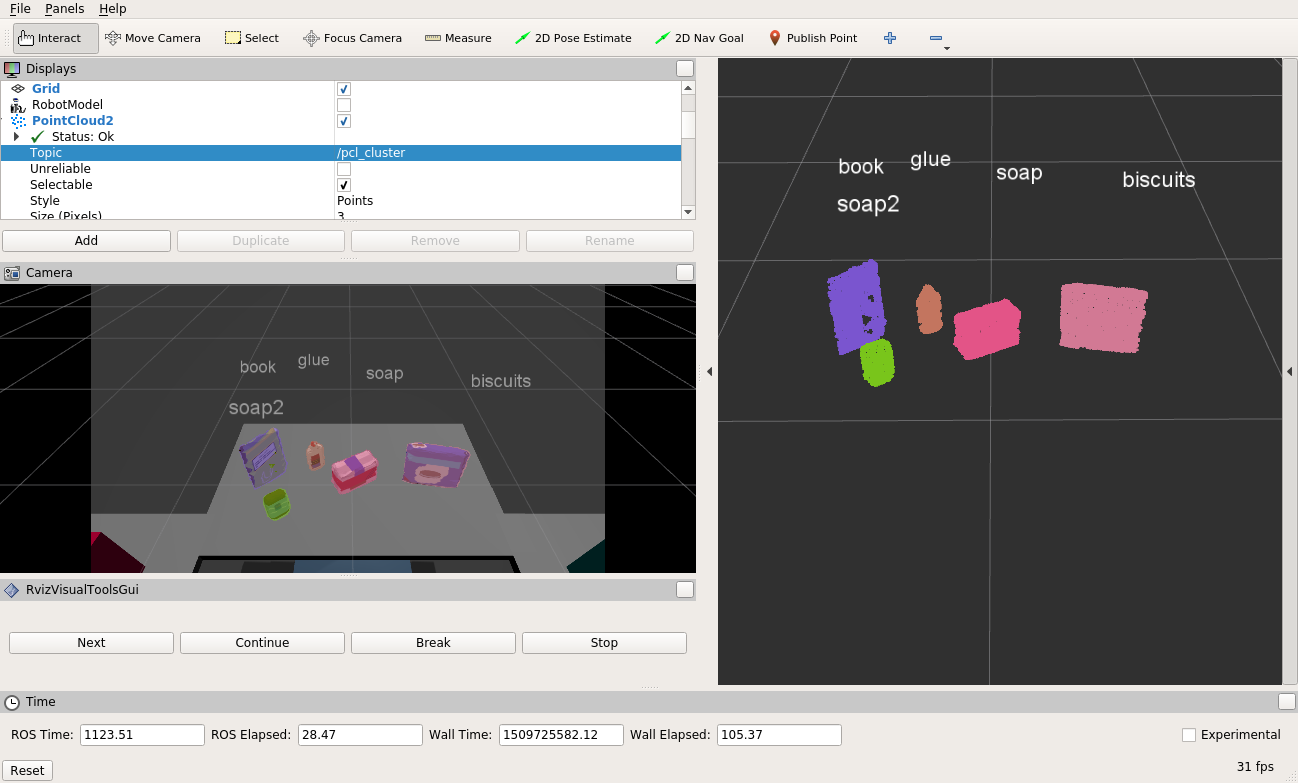 File Panels Help
Interact Move Camera Select Focus Camera Measure 2D Pose Estimate 2D Nav Goal Publish Point
Displays
Grid
RobotModel
PointCloud2
Status: Ok
Topic /pcl_cluster
Unreliable
Selectable
Style Points
Size (Pixels) 3
Add Duplicate Remove Rename
Camera
book glue soap biscuits
soap2
RvizVisualToolsGui
Next Continue Break Stop
book glue soap biscuits
soap2
Time
ROS Time: 1123.51 ROS Elapsed: 28.47 Wall Time: 1509725582.12 Wall Elapsed: 105.37 Experimental
Reset 31 fps